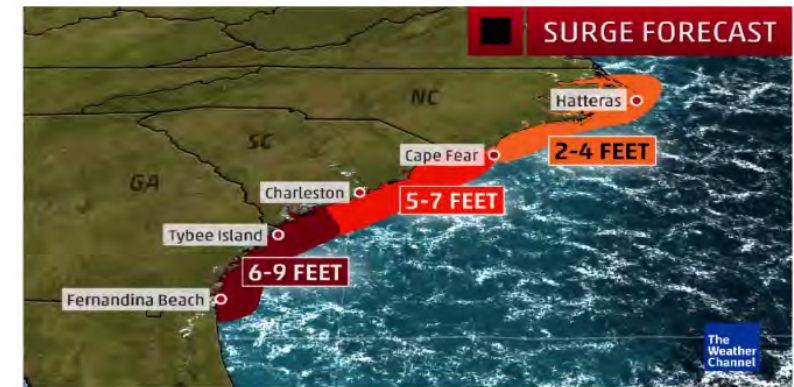 SURGE FORECAST
NC
Hatteras
SC
Cape Fear
2-4 FEET
GA
Charleston
5-7 FEET
Tybee Island
6-9 FEET
Fernandina Beach
The
Weather
Channel